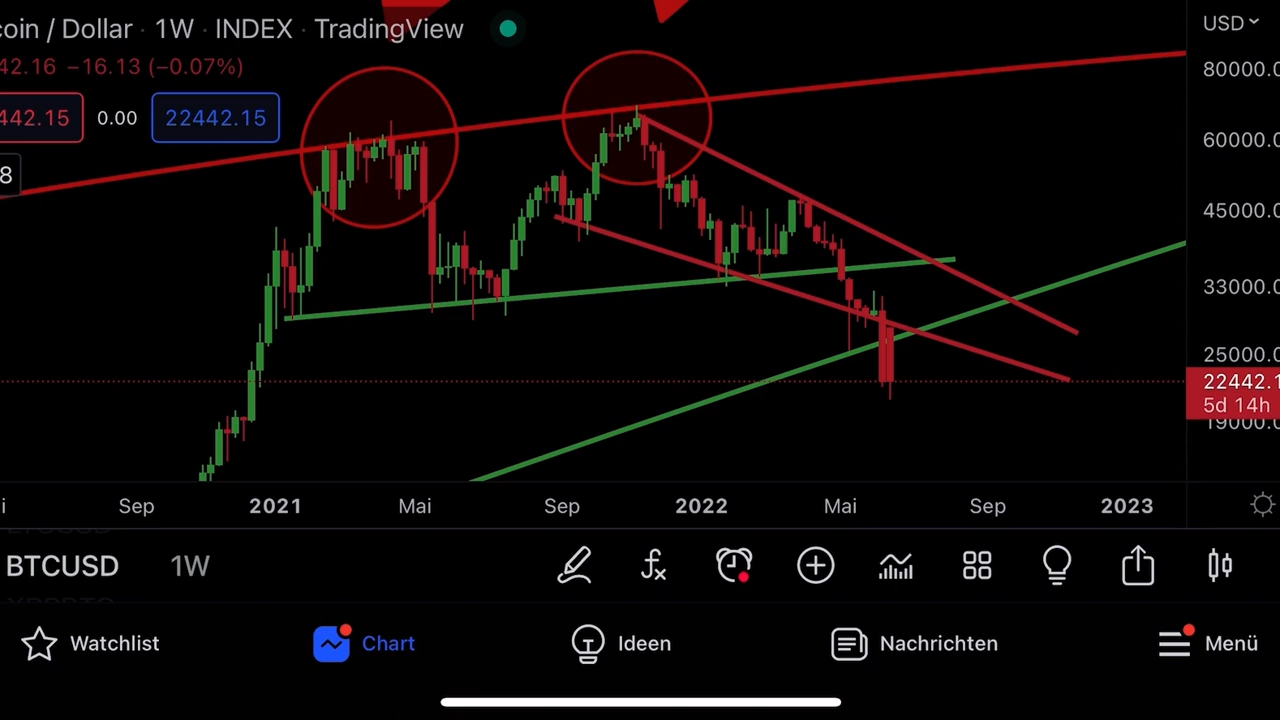 coin / Dollar · 1W · INDEX · TradingView
USD
42.16 −16.13 (−0.07%)
80000.0
442.15 0.00 22442.15
60000.0
8
45000.0
33000.0
25000.0
22442.1
5d 14h
19000.0
Sep 2021 Mai Sep 2022 Mai Sep 2023
BTCUSD 1W
Watchlist Chart Ideen Nachrichten Menü